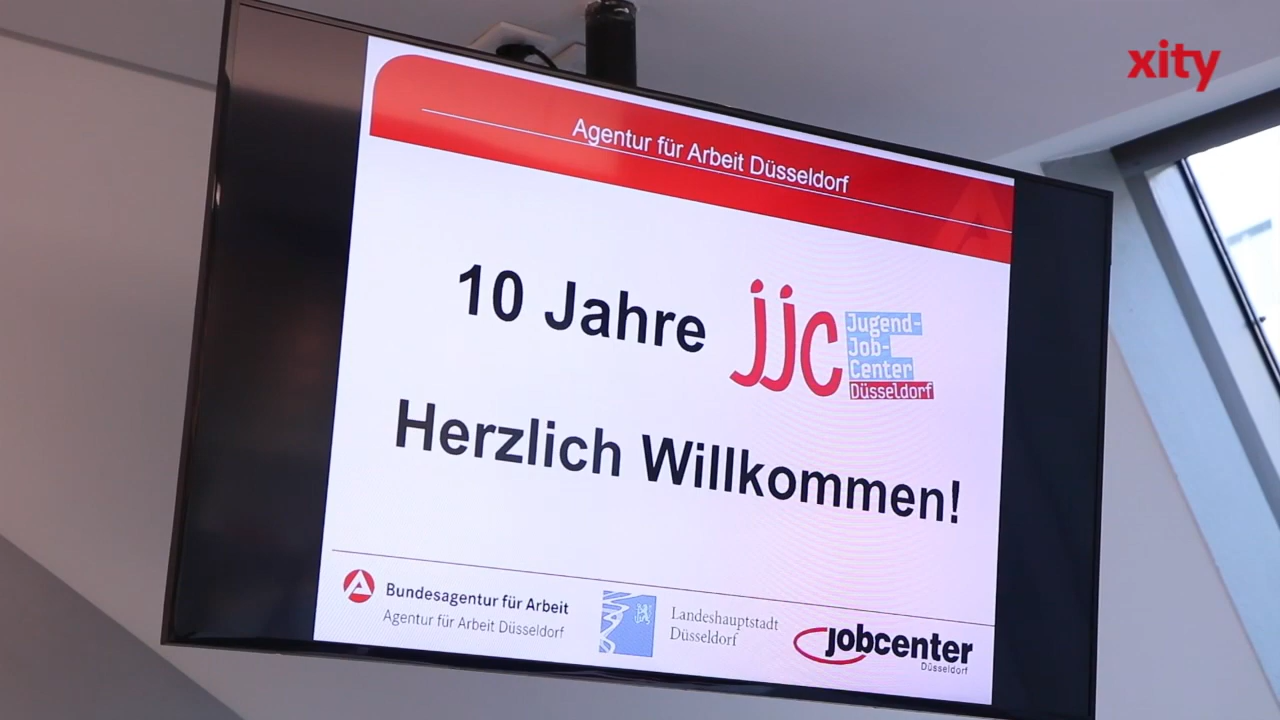 xity
Agentur für Arbeit Düsseldorf
10 Jahre
jjc
Jugend-
Job-
Center
Düsseldorf
Herzlich Willkommen!
Bundesagentur für Arbeit
Agentur für Arbeit Düsseldorf
Landeshauptstadt
Düsseldorf
jobcenter
Düsseldorf